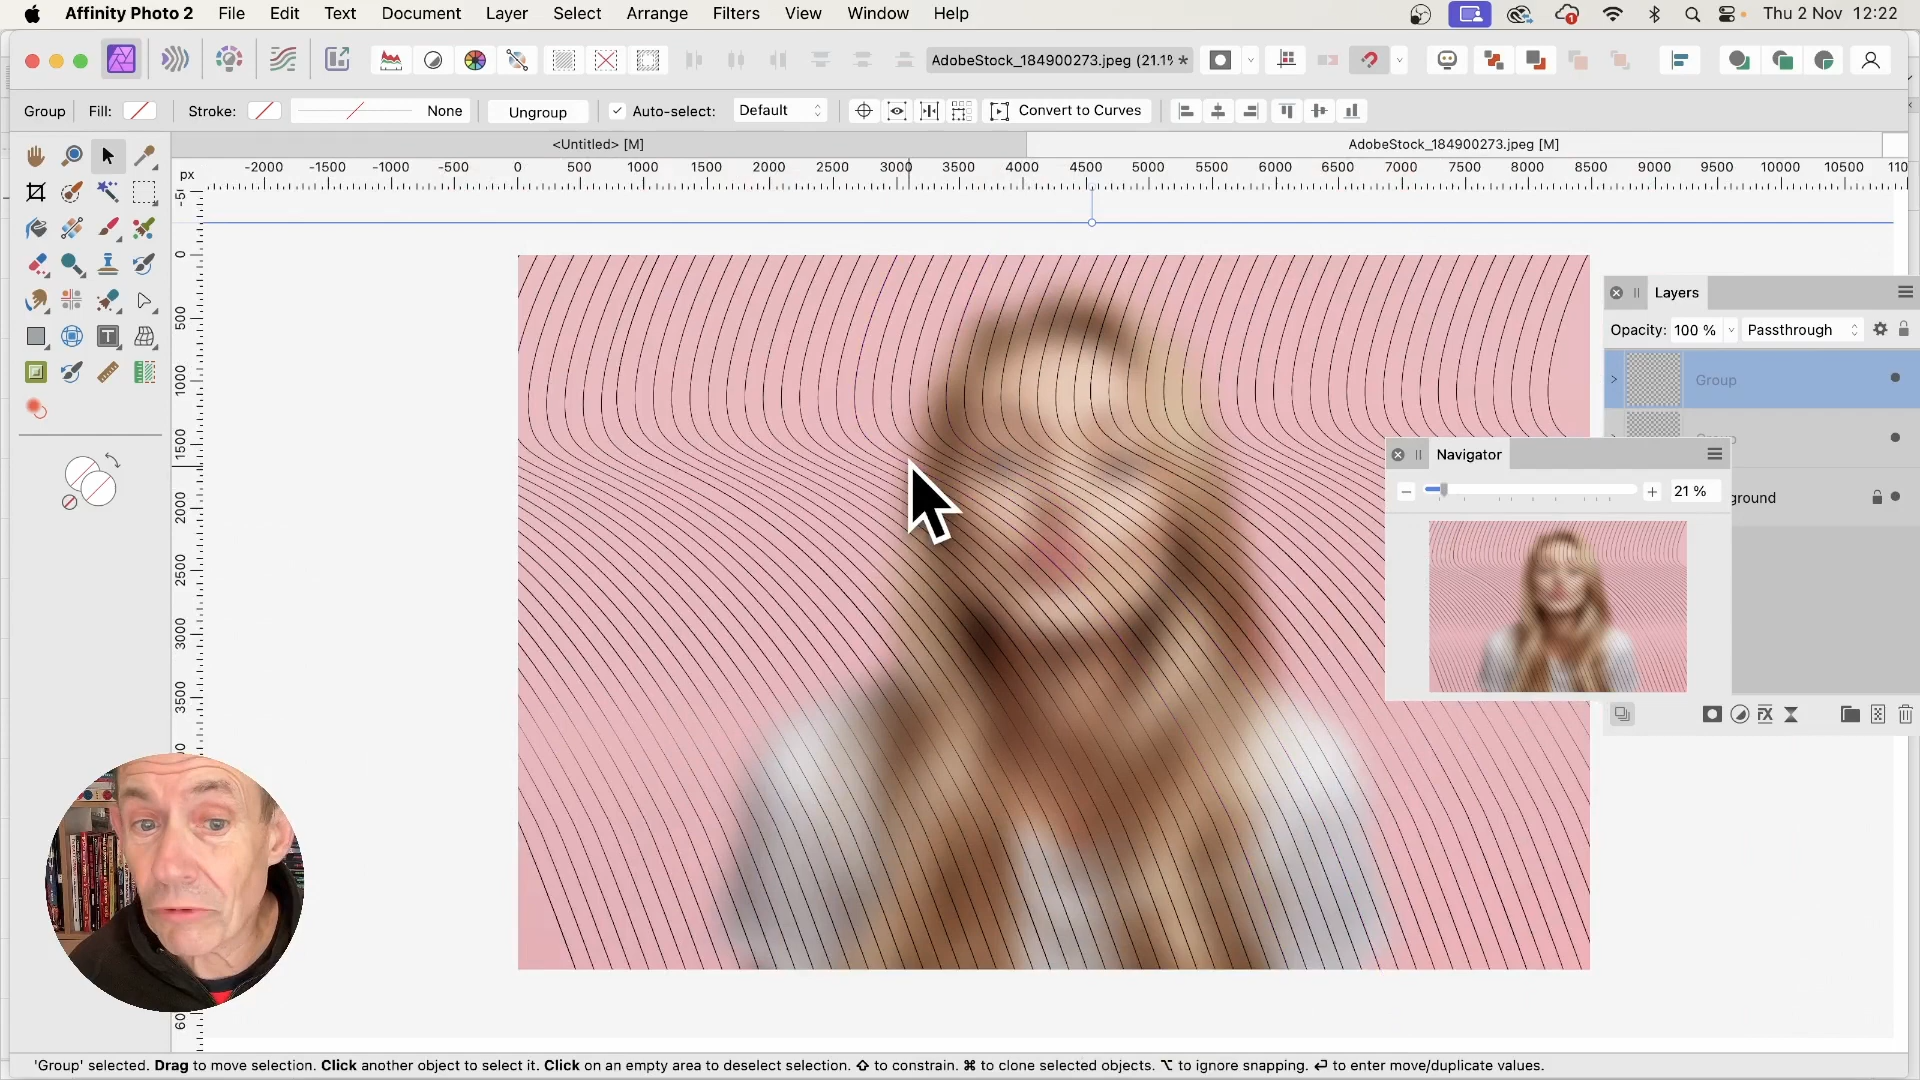 Affinity Photo 2 File Edit Text Document Layer Select Arrange Filters View Window Help Thu 2 Nov 12:22
AdobeStock_184900273.jpeg (21.1% *
Group Fill: Stroke: None Ungroup Auto-select: Default Convert to Curves
<Untitled> [M] AdobeStock_184900273.jpeg [M]
px -2000 -1500 -1000 -500 0 500 1000 1500 2000 2500 3000 3500 4000 4500 5000 5500 6000 6500 7000 7500 8000 8500 9000 9500 10000 10500
0
500
1000
1500
2000
2500
3000
3500
Layers
Opacity: 100 % Passthrough
Group
Navigator
21 %
ground
'Group' selected. Drag to move selection. Click another object to select it. Click on an empty area to deselect selection. ⇧ to constrain. ⌘ to clone selected objects. ⌥ to ignore snapping. ↵ to enter move/duplicate values.